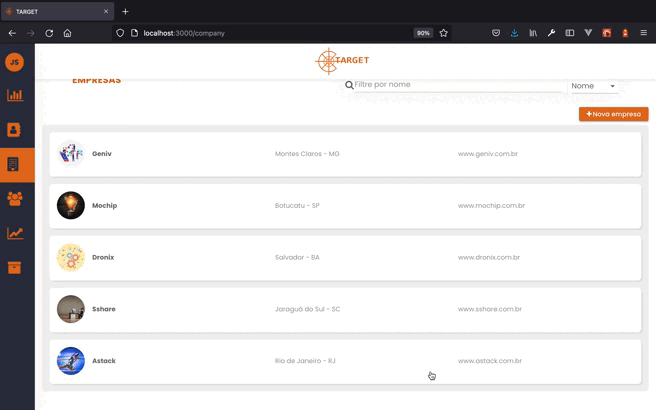 TARGET
90%
localhost:3000/company
JS
TARGET
EMPRESAS
Filtre por nome
Nome
+Nova empresa
Geniv Montes Claros - MG www.geniv.com.br
Mochip Botucatu - SP www.mochip.com.br
Dronix Salvador - BA www.dronix.com.br
Sshare Jaraguá do Sul - SC www.sshare.com.br
Astack Rio de Janeiro - RJ www.astack.com.br